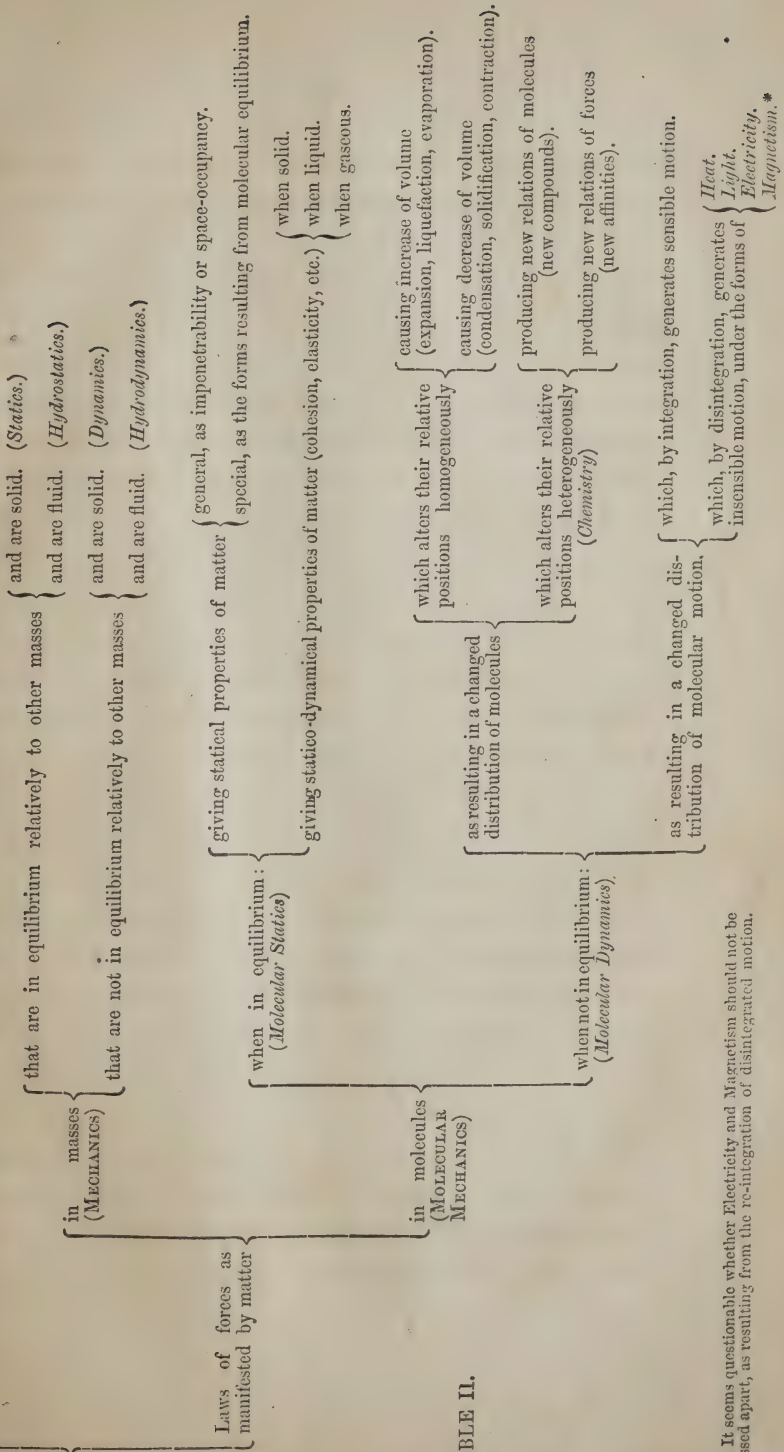 Laws of forces as
manifested by matter
in masses
(MECHANICS)
that are in equilibrium relatively to other masses
and are solid. (Statics.)
and are fluid. (Hydrostatics.)
that are not in equilibrium relatively to other masses
and are solid. (Dynamics.)
and are fluid. (Hydrodynamics.)
in molecules
(MOLECULAR
MECHANICS)
when in equilibrium:
(Molecular Statics)
giving statical properties of matter
general, as impenetrability or space-occupancy.
special, as the forms resulting from molecular equilibrium.
giving statico-dynamical properties of matter (cohesion, elasticity, etc.)
when solid.
when liquid.
when gaseous.
when not in equilibrium:
(Molecular Dynamics)
as resulting in a changed
distribution of molecules
which alters their relative
positions homogeneously
causing increase of volume
(expansion, liquefaction, evaporation).
causing decrease of volume
(condensation, solidification, contraction).
which alters their relative
positions heterogeneously
(Chemistry)
producing new relations of molecules
(new compounds).
producing new relations of forces
(new affinities).
as resulting in a changed dis-
tribution of molecular motion,
which, by integration, generates sensible motion.
which, by disintegration, generates
insensible motion, under the forms of
Heat.
Light.
Electricity.
Magnetism.*
BLE II.
It seems questionable whether Electricity and Magnetism should not be
ssed apart, as resulting from the re-integration of disintegrated motion.